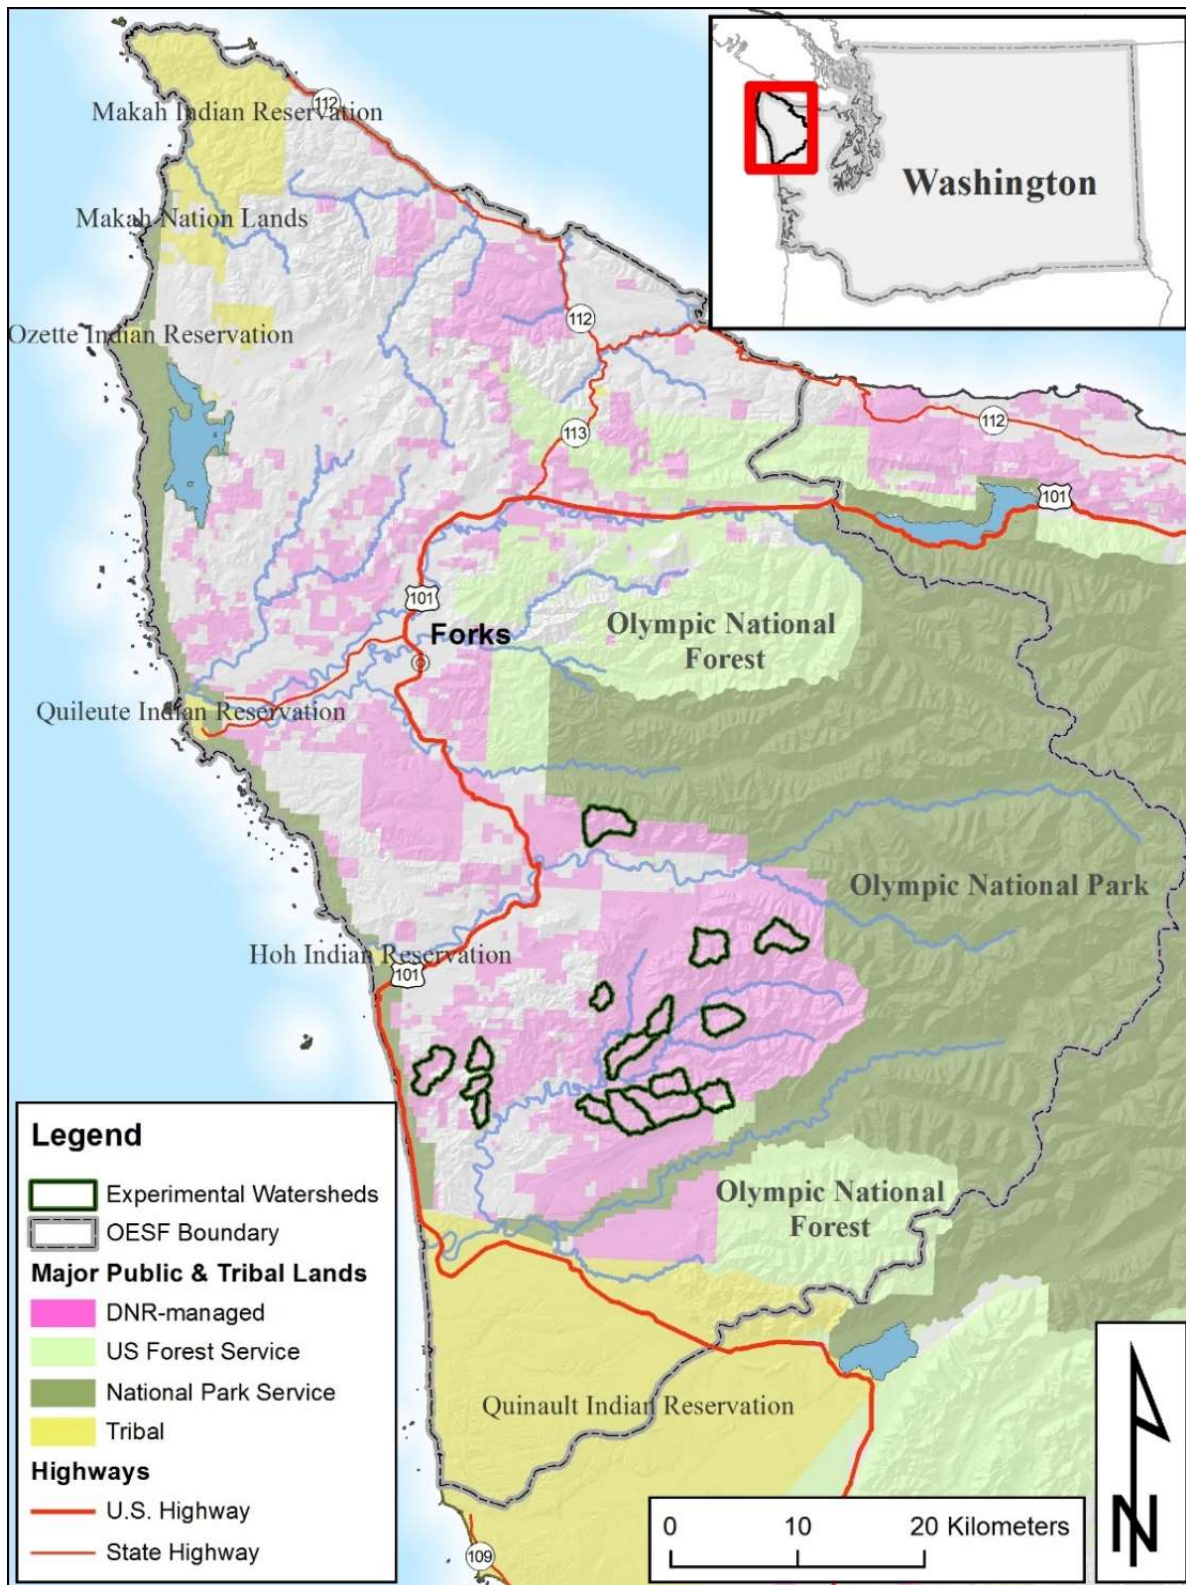 Makah Indian Reservation
112
Washington
Makah Nation Lands
Ozette Indian Reservation
112
113
112
101
101
Forks
Olympic National
Forest
Quileute Indian Reservation
Olympic National Park
Hoh Indian Reservation
101
Olympic National
Forest
Quinault Indian Reservation
109
Legend
Experimental Watersheds
OESF Boundary
Major Public & Tribal Lands
DNR-managed
US Forest Service
National Park Service
Tribal
Highways
U.S. Highway
State Highway
0 10 20 Kilometers
N